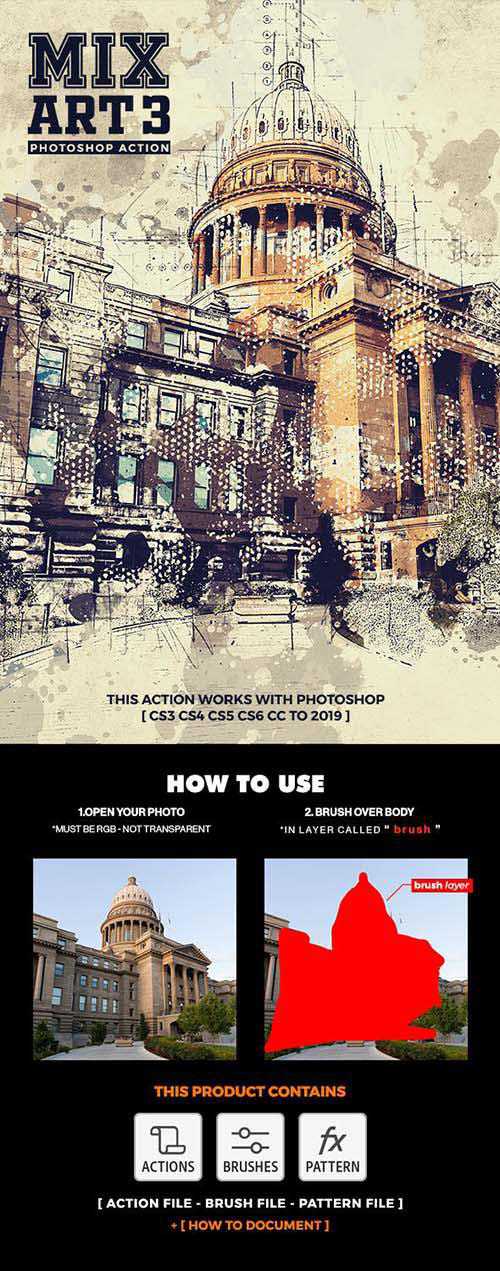 MIX
ART 3
PHOTOSHOP ACTION
THIS ACTION WORKS WITH PHOTOSHOP
[ CS3 CS4 CS5 CS6 CC TO 2019 ]
HOW TO USE
1.OPEN YOUR PHOTO
*MUST BE RGB - NOT TRANSPARENT
2. BRUSH OVER BODY
*IN LAYER CALLED " brush "
brush layer
THIS PRODUCT CONTAINS
ACTIONS
BRUSHES
fx
PATTERN
[ ACTION FILE - BRUSH FILE - PATTERN FILE ]
+ [ HOW TO DOCUMENT ]